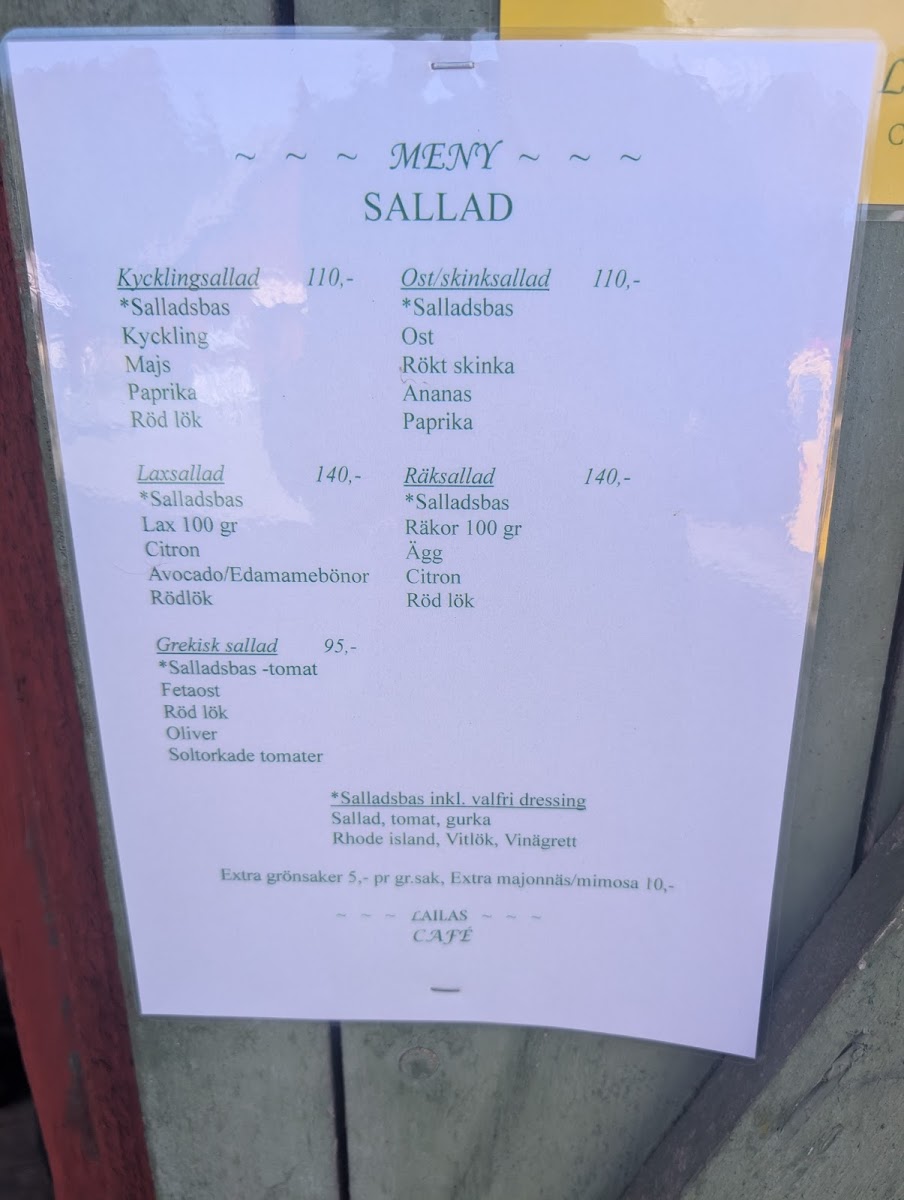 ~ ~ ~ MENY ~ ~ ~
SALLAD
Kycklingsallad 110,-
*Salladsbas
Kyckling
Majs
Paprika
Röd lök
Ost/skinksallad 110,-
*Salladsbas
Ost
Rökt skinka
Ananas
Paprika
Laxsallad 140,-
*Salladsbas
Lax 100 gr
Citron
Avocado/Edamamebönor
Rödlök
Räksallad 140,-
*Salladsbas
Räkor 100 gr
Ägg
Citron
Röd lök
Grekisk sallad 95,-
*Salladsbas -tomat
Fetaost
Röd lök
Oliver
Soltorkade tomater
*Salladsbas inkl. valfri dressing
Sallad, tomat, gurka
Rhode island, Vitlök, Vinägrett
Extra grönsaker 5,- pr gr.sak, Extra majonnäs/mimosa 10,-
~ ~ ~ LAILAS ~ ~ ~
CAFÉ